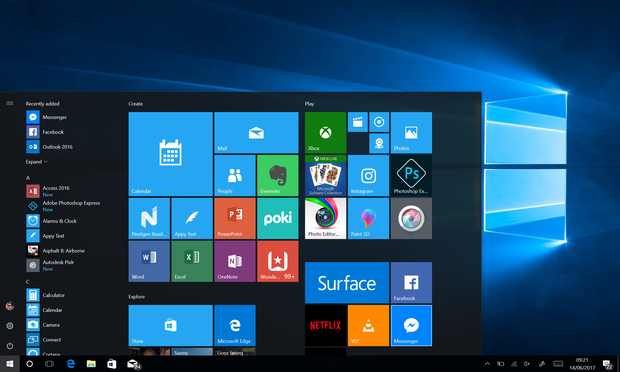 Recently added
Messenger
Facebook
Outlook 2016
Expand
A
Access 2016
New
Adobe Photoshop Express
New
Alarms & Clock
Appy Text
Asphalt 8: Airborne
Autodesk Pixlr
New
C
Calculator
Calendar
Camera
Connect
Cortana
Create
Calendar
Mail
People
Evernote
Nextgen Read...
Appy Text
PowerPoint
poki
Word
Excel
OneNote
Wunde... 99+
Explore
Store
Microsoft Edge
Sunny
Play
Xbox
Photos
XBOX LIVE
Microsoft
Solitaire Collection
Instagram
Ps
Photoshop Ex...
Photo Editor...
Paint 3D
Surface
Facebook
NETFLIX
VLC
Messenger
09:21
14/06/2017
22